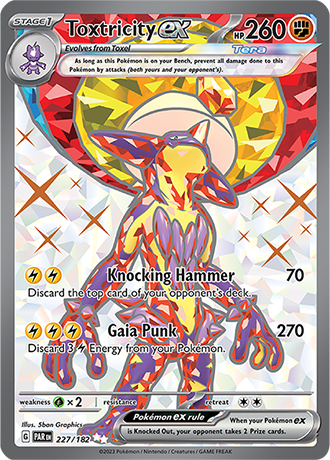 STAGE 1 Toxtricity ex HP 260
Evolves from Toxel Tera
As long as this Pokémon is on your Bench, prevent all damage done to this
Pokémon by attacks (both yours and your opponent's).
Knocking Hammer 70
Discard the top card of your opponent's deck.
Gaia Punk 270
Discard 3 Energy from your Pokémon.
weakness ×2 resistance retreat
Illus. 5ban Graphics
Pokémon ex rule
When your Pokémon ex
is Knocked Out, your opponent takes 2 Prize cards.
G PAR EN 227/182
©2023 Pokémon / Nintendo / Creatures / GAME FREAK